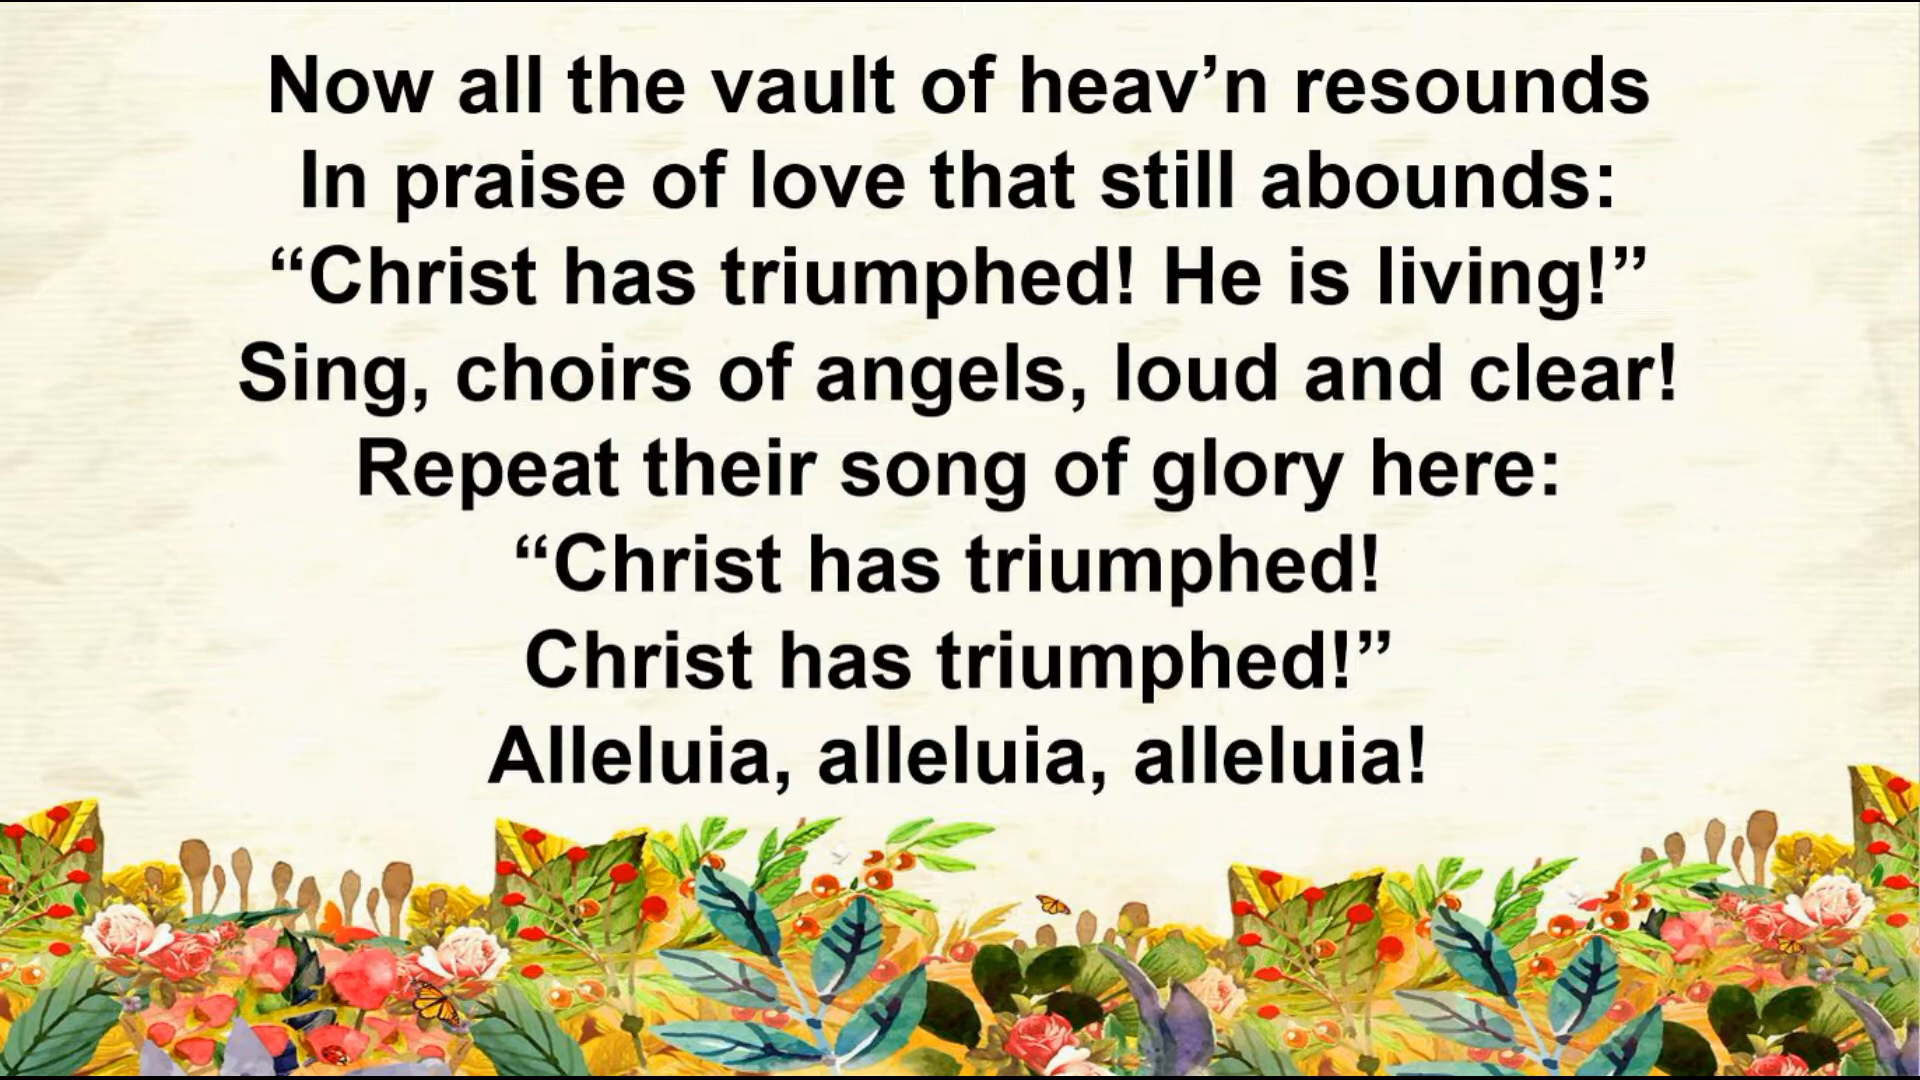 Now all the vault of heav’n resounds
In praise of love that still abounds:
“Christ has triumphed! He is living!”
Sing, choirs of angels, loud and clear!
Repeat their song of glory here:
“Christ has triumphed!
Christ has triumphed!”
Alleluia, alleluia, alleluia!